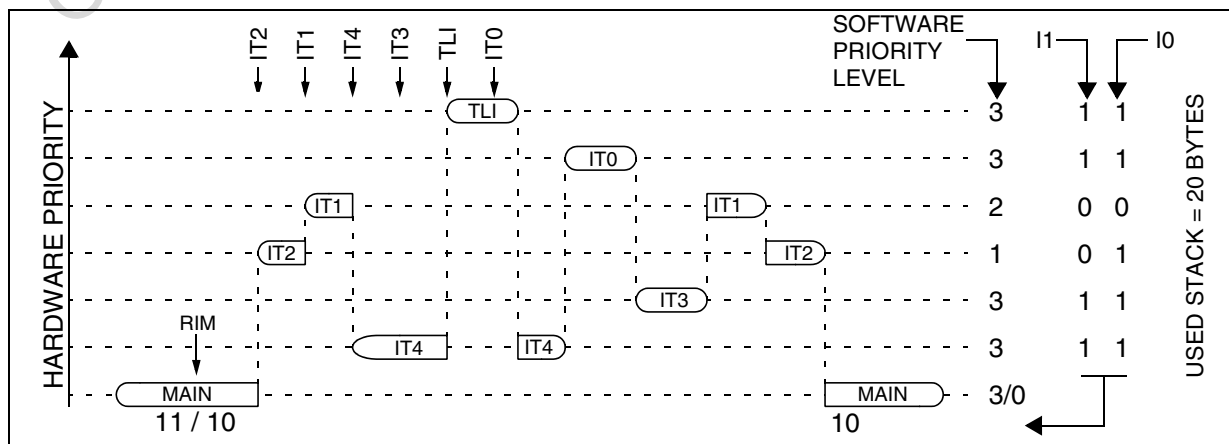 HARDWARE PRIORITY
IT2
IT1
IT4
IT3
TLI
IT0
SOFTWARE
PRIORITY
LEVEL
I1
I0
TLI
3
1 1
IT0
3
1 1
IT1
IT1
2
0 0
IT2
IT2
1
0 1
IT3
3
1 1
RIM
IT4
IT4
3
1 1
MAIN
MAIN
3/0
11 / 10
10
USED STACK = 20 BYTES